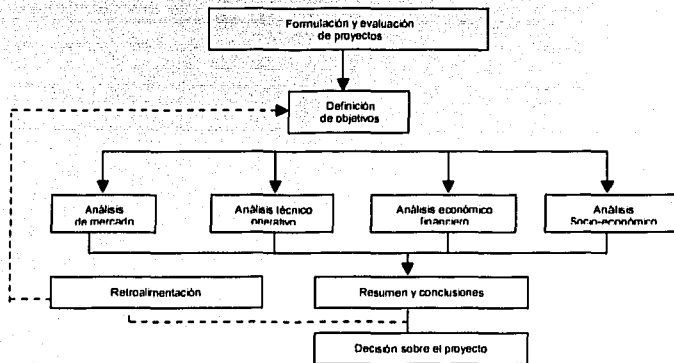 Formulación y evaluación
de proyectos
Definición
de objetivos
Análisis
de mercado
Análisis técnico
operativo
Análisis económico
financiero
Análisis
Socio-económico
Retroalimentación
Resumen y conclusiones
Decisión sobre el proyecto